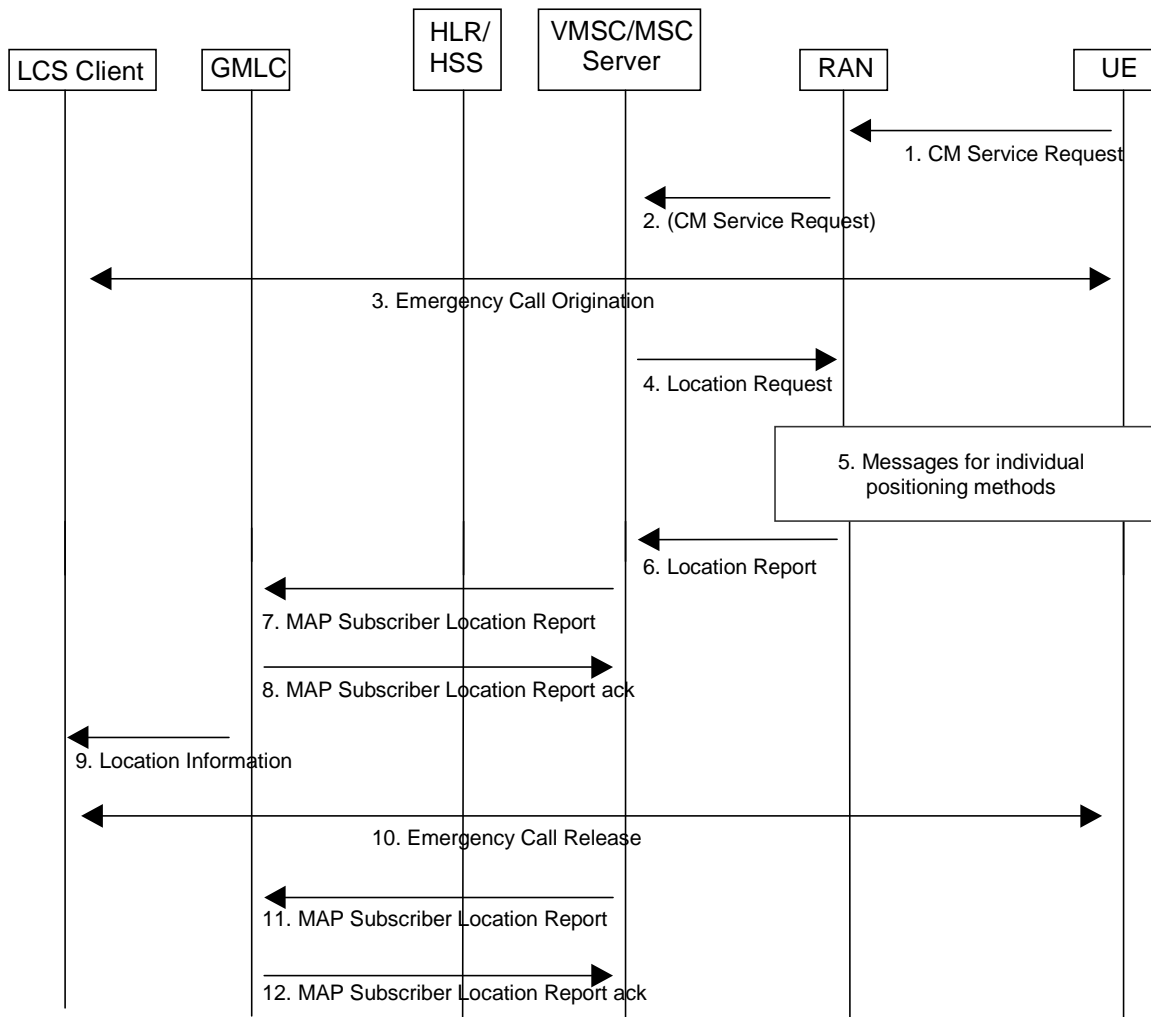 HLR/
HSS
VMSC/MSC
Server
LCS Client
GMLC
RAN
UE
1. CM Service Request
2. (CM Service Request)
3. Emergency Call Origination
4. Location Request
5. Messages for individual
positioning methods
6. Location Report
7. MAP Subscriber Location Report
8. MAP Subscriber Location Report ack
9. Location Information
10. Emergency Call Release
11. MAP Subscriber Location Report
12. MAP Subscriber Location Report ack